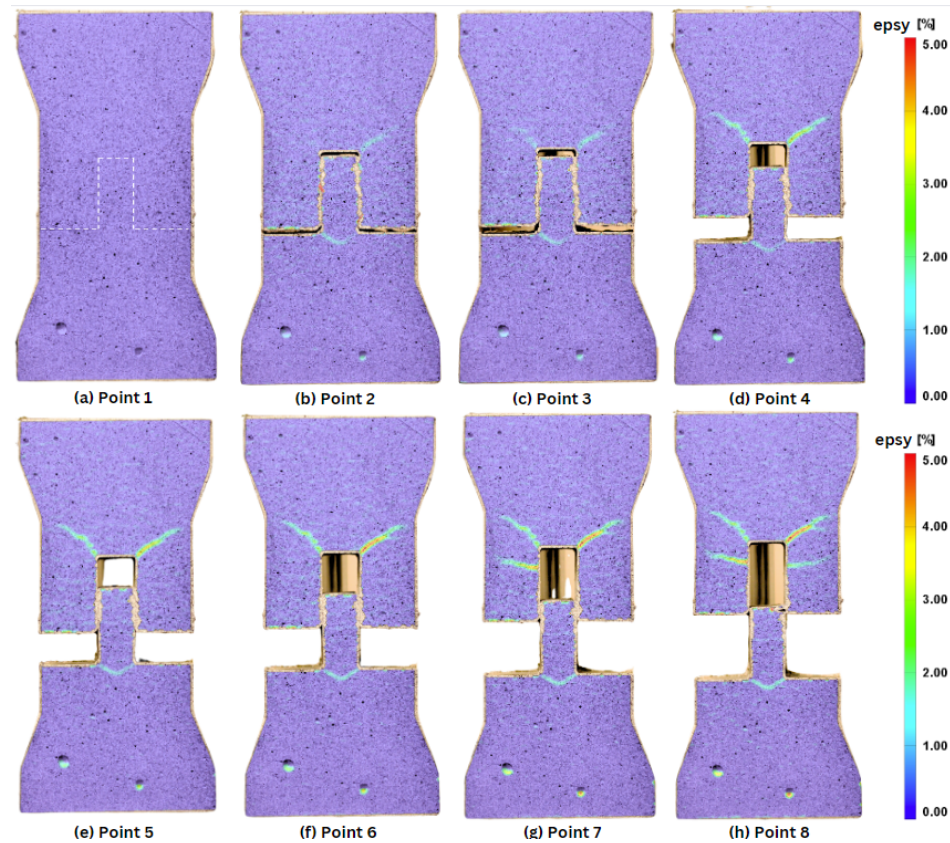 epsy [%]
5.00
4.00
3.00
2.00
1.00
0.00
(a) Point 1
(b) Point 2
(c) Point 3
(d) Point 4
epsy [%]
5.00
4.00
3.00
2.00
1.00
0.00
(e) Point 5
(f) Point 6
(g) Point 7
(h) Point 8